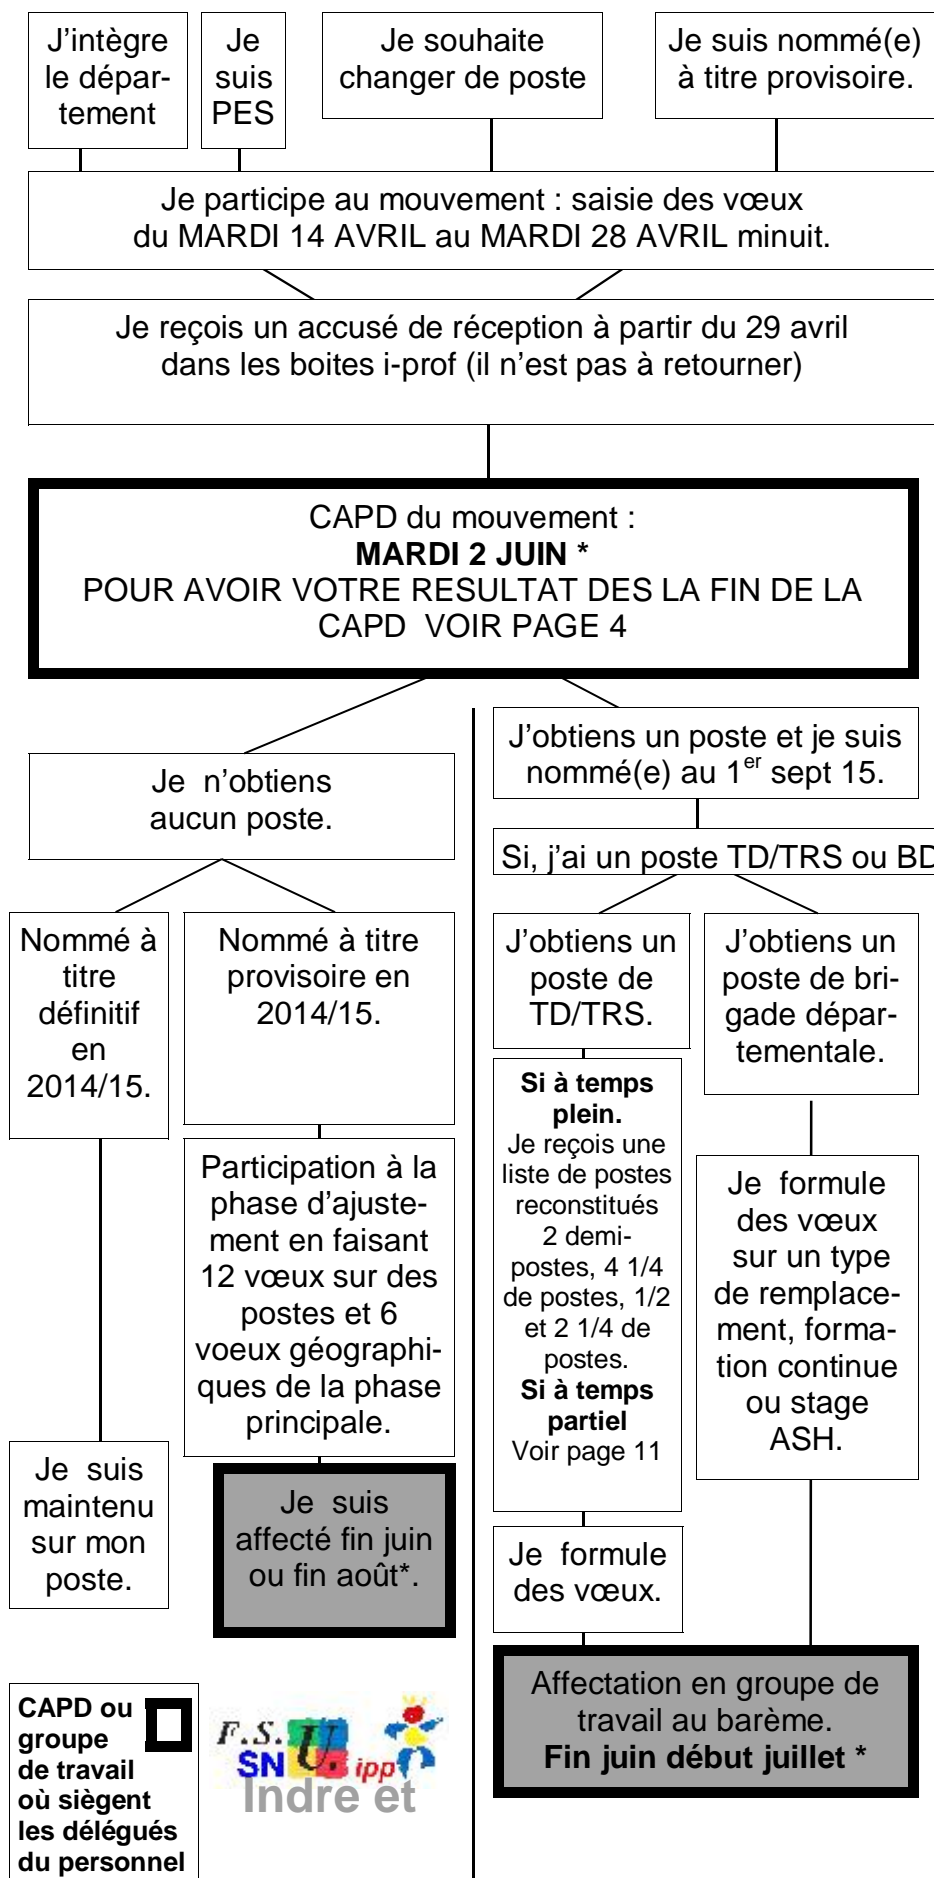 J’intègre
le dépar-
tement
Je
suis
PES
Je souhaite
changer de poste
Je suis nommé(e)
à titre provisoire.
Je participe au mouvement : saisie des vœux
du MARDI 14 AVRIL au MARDI 28 AVRIL minuit.
Je reçois un accusé de réception à partir du 29 avril
dans les boites i-prof (il n’est pas à retourner)
CAPD du mouvement :
MARDI 2 JUIN *
POUR AVOIR VOTRE RESULTAT DES LA FIN DE LA
CAPD VOIR PAGE 4
Je n’obtiens
aucun poste.
Nommé à
titre
définitif
en
2014/15.
Je suis
maintenu
sur mon
poste.
Nommé à titre
provisoire en
2014/15.
Participation à la
phase d’ajuste-
ment en faisant
12 vœux sur des
postes et 6
voeux géographi-
ques de la phase
principale.
Je suis
affecté fin juin
ou fin août*.
J’obtiens un poste et je suis
nommé(e) au 1er sept 15.
Si, j’ai un poste TD/TRS ou BD
J’obtiens un
poste de
TD/TRS.
Si à temps
plein.
Je reçois une
liste de postes
reconstitués
2 demi-
postes, 4 1/4
de postes, 1/2
et 2 1/4 de
postes.
Si à temps
partiel
Voir page 11
Je formule
des vœux.
J’obtiens un
poste de bri-
gade dépar-
tementale.
Je formule
des vœux
sur un type
de remplace-
ment, forma-
tion continue
ou stage
ASH.
Affectation en groupe de
travail au barème.
Fin juin début juillet *
CAPD ou
groupe
de travail
où siègent
les délégués
du personnel
F.S.U.
SNUipp
Indre et